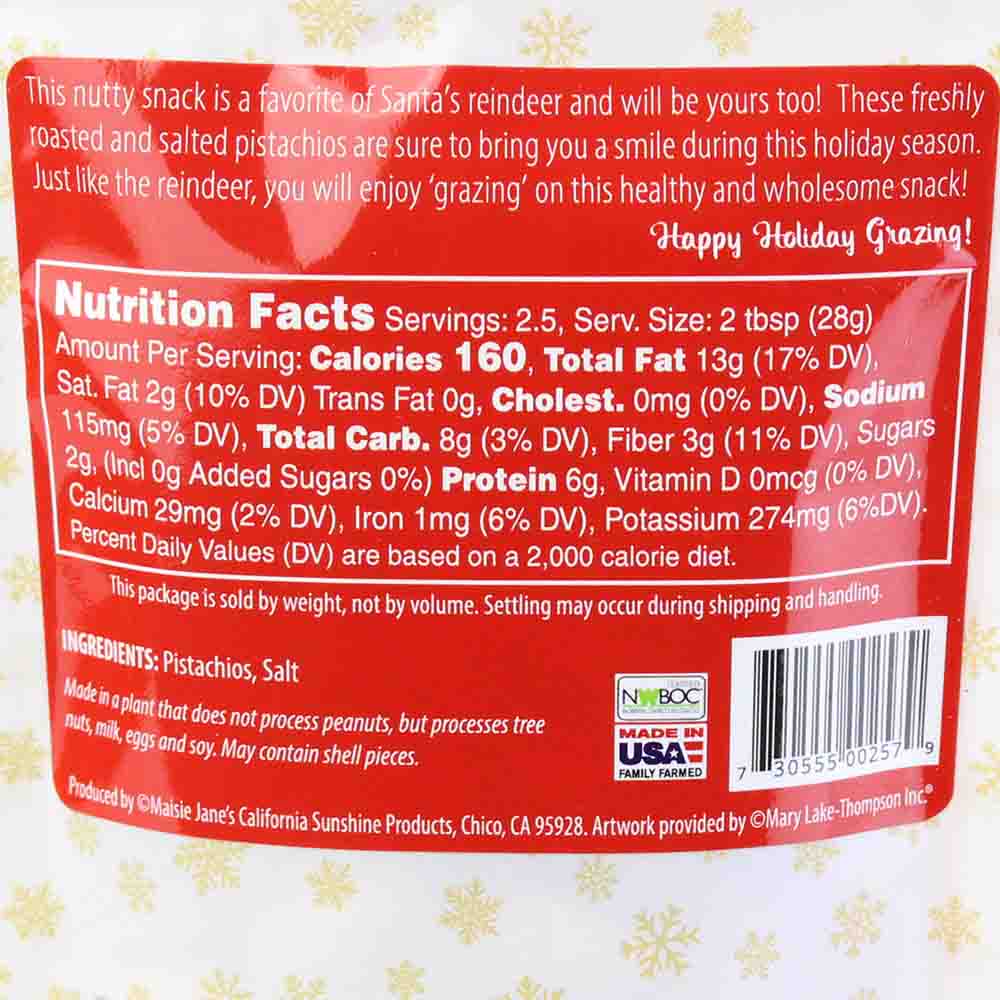 This nutty snack is a favorite of Santa's reindeer and will be yours too! These freshly
roasted and salted pistachios are sure to bring you a smile during this holiday season.
Just like the reindeer, you will enjoy 'grazing' on this healthy and wholesome snack!
Happy Holiday Grazing!
Nutrition Facts Servings: 2.5, Serv. Size: 2 tbsp (28g)
Amount Per Serving: Calories 160, Total Fat 13g (17% DV),
Sat. Fat 2g (10% DV) Trans Fat 0g, Cholest. 0mg (0% DV), Sodium
115mg (5% DV), Total Carb. 8g (3% DV), Fiber 3g (11% DV), Sugars
2g, (Incl 0g Added Sugars 0%) Protein 6g, Vitamin D 0mcg (0% DV),
Calcium 29mg (2% DV), Iron 1mg (6% DV), Potassium 274mg (6%DV).
Percent Daily Values (DV) are based on a 2,000 calorie diet.
This package is sold by weight, not by volume. Settling may occur during shipping and handling.
INGREDIENTS: Pistachios, Salt
Made in a plant that does not process peanuts, but processes tree
nuts, milk, eggs and soy. May contain shell pieces.
NWBOC
MADE IN
USA
FAMILY FARMED
7 30555 00257 9
Produced by ©Maisie Jane's California Sunshine Products, Chico, CA 95928. Artwork provided by ©Mary Lake-Thompson Inc.®